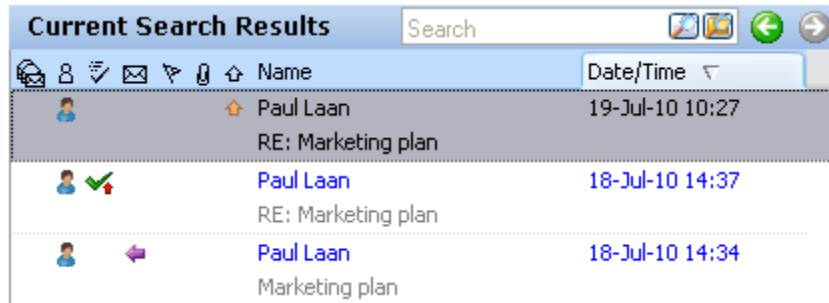 Current Search Results Search
Name Date/Time
Paul Laan 19-Jul-10 10:27
RE: Marketing plan
Paul Laan 18-Jul-10 14:37
RE: Marketing plan
Paul Laan 18-Jul-10 14:34
Marketing plan